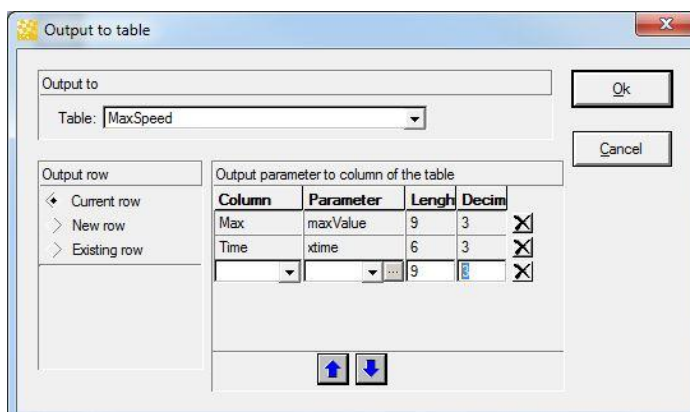 Output to table
Output to
Table: MaxSpeed
Ok
Cancel
Output row
Current row
New row
Existing row
Output parameter to column of the table
Column Parameter Lengh Decim
Max maxValue 9 3
Time xtime 6 3
... 9 3